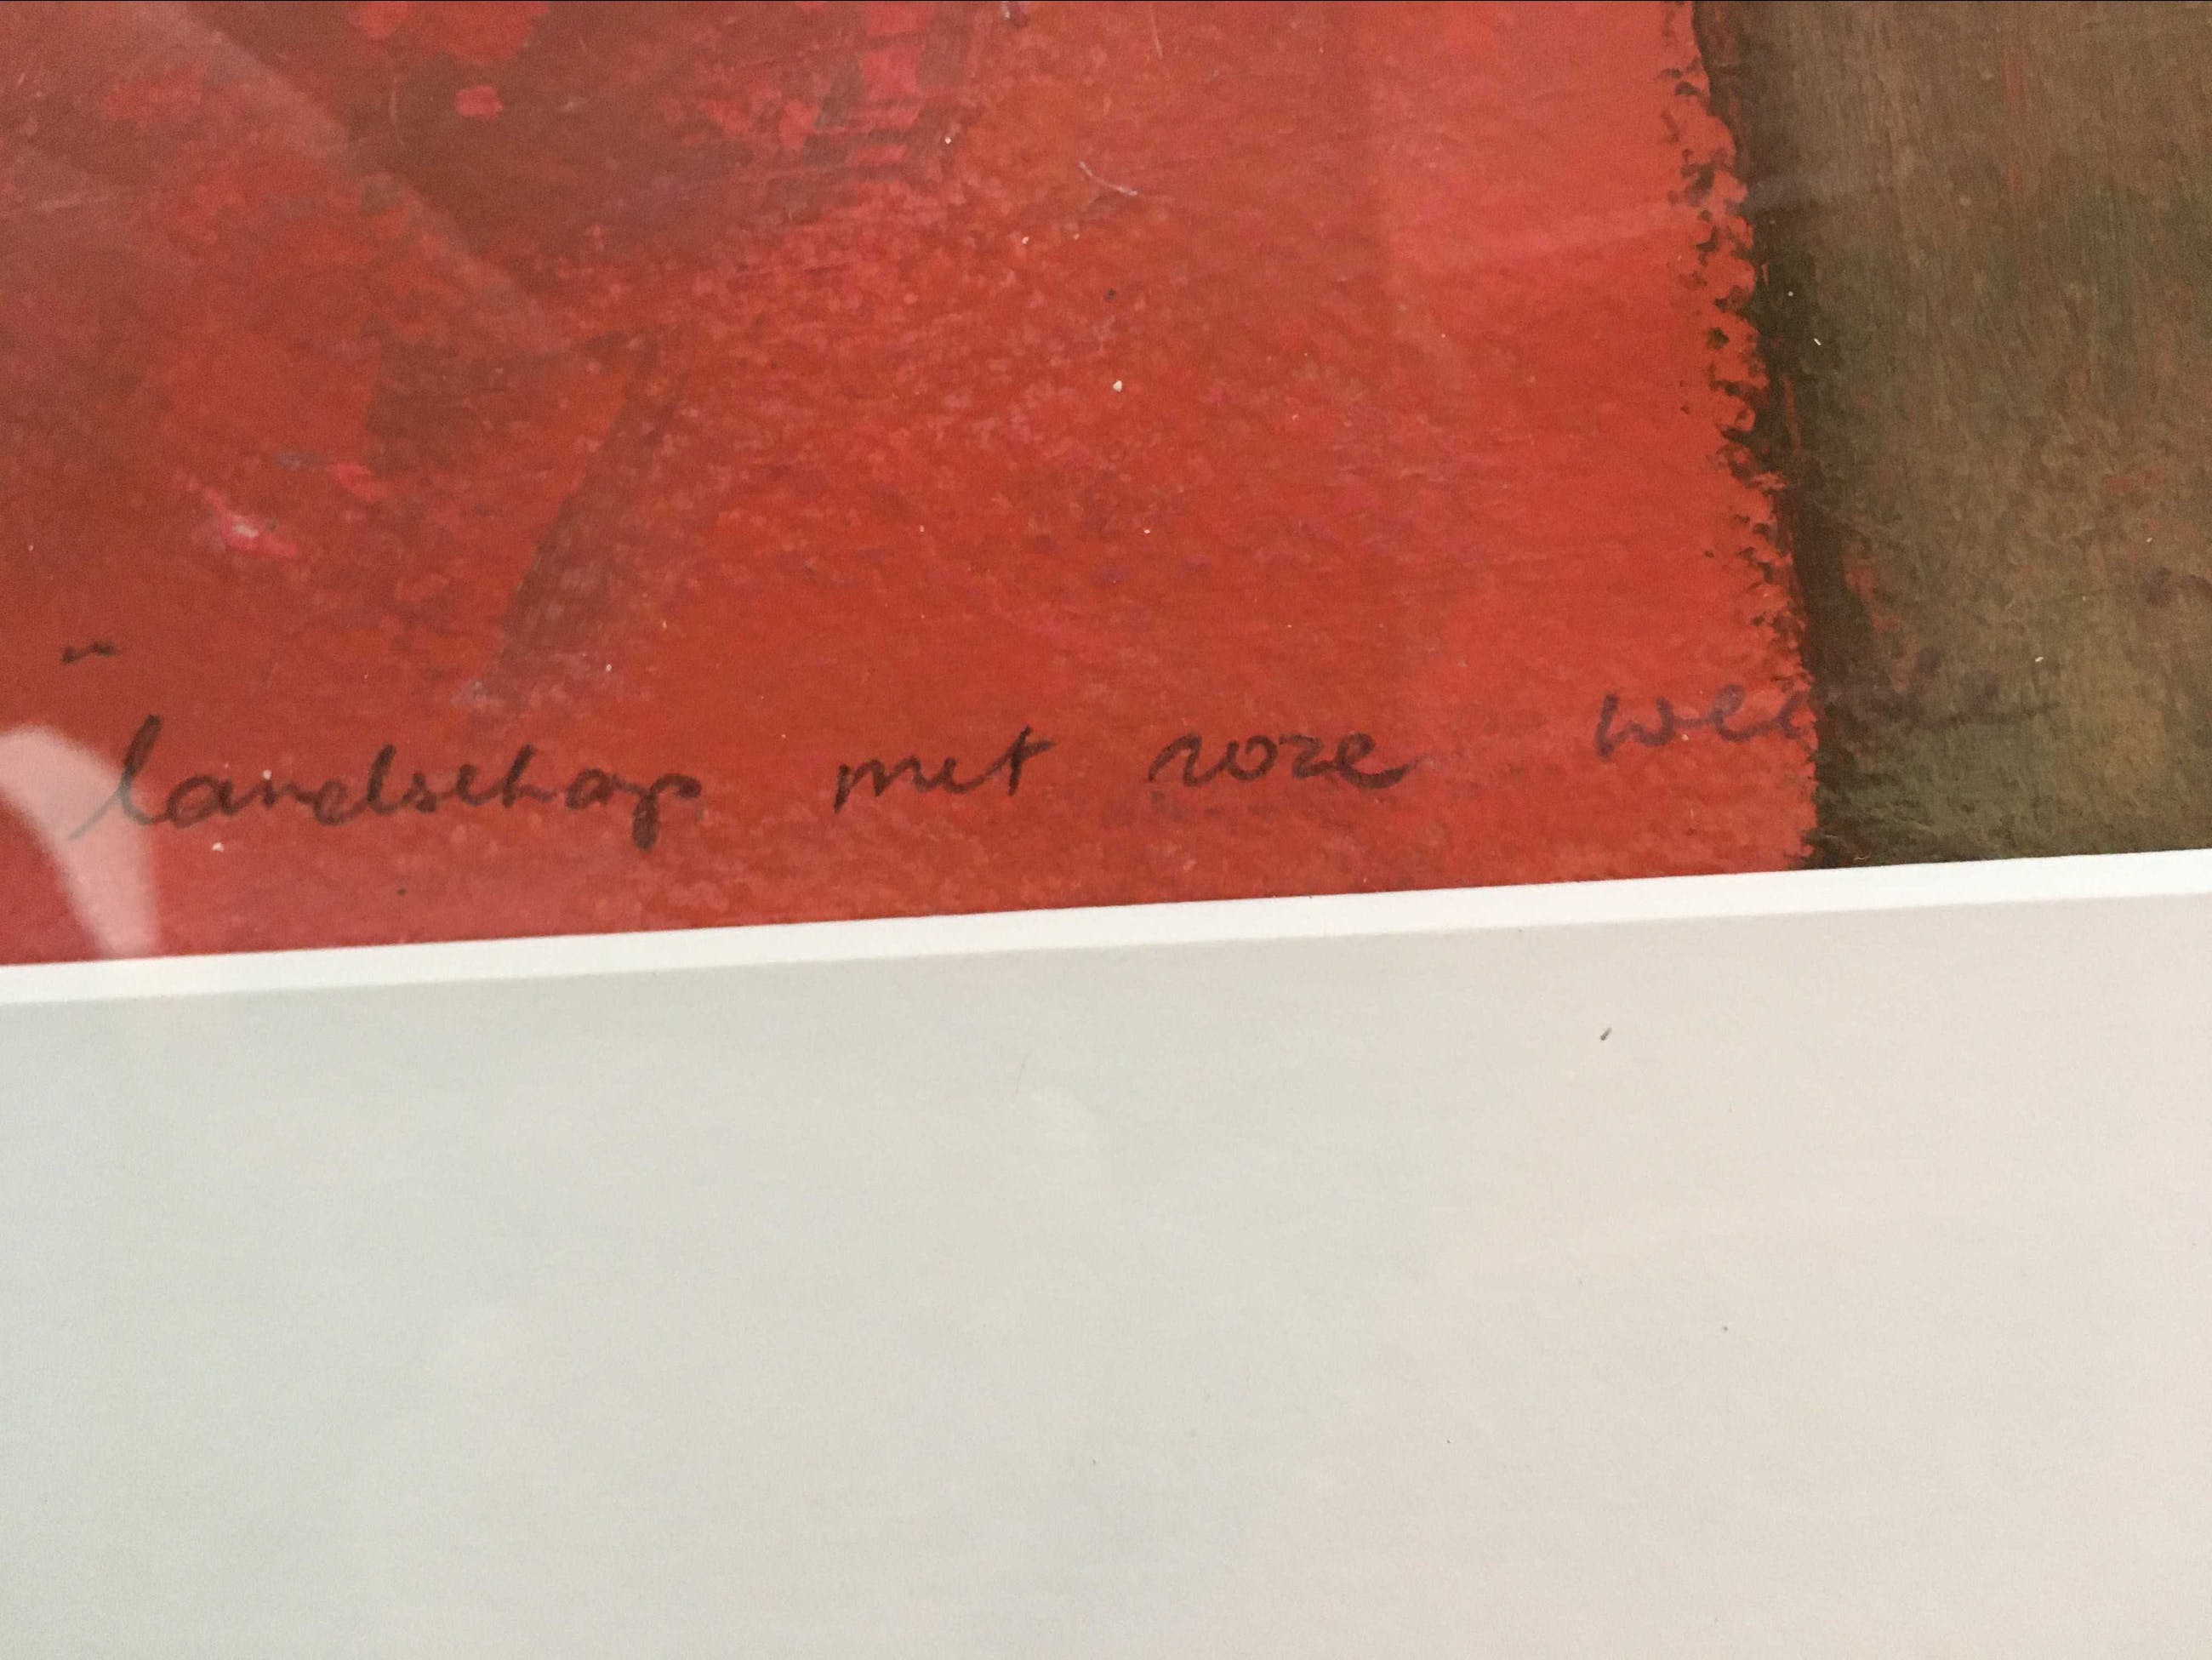 "landschap met roze